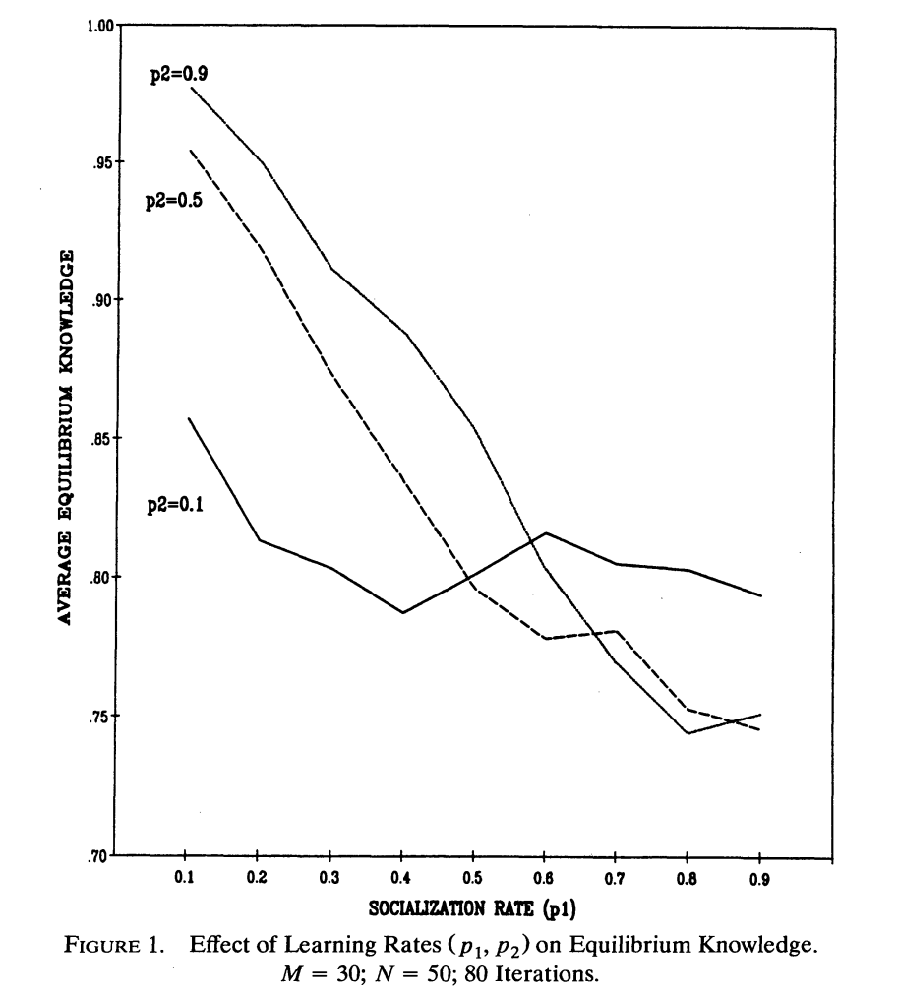 1.00
p2=0.9
.95
p2=0.5
.90
AVERAGE EQUILIBRIUM KNOWLEDGE
.85
p2=0.1
.80
.75
.70
0.1 0.2 0.3 0.4 0.5 0.6 0.7 0.8 0.9
SOCIALIZATION RATE (p1)
FIGURE 1. Effect of Learning Rates (p₁, p₂) on Equilibrium Knowledge.
M = 30; N = 50; 80 Iterations.